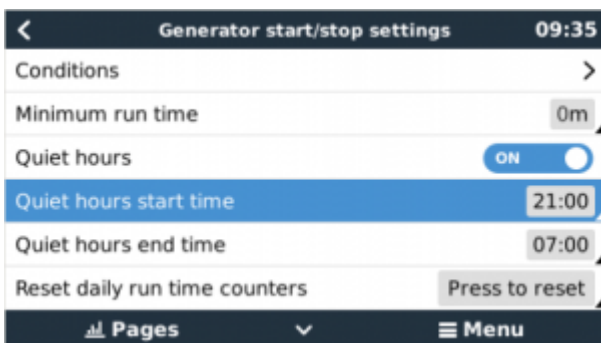 Generator start/stop settings 09:35
Conditions
Minimum run time 0m
Quiet hours ON
Quiet hours start time 21:00
Quiet hours end time 07:00
Reset daily run time counters Press to reset
Pages Menu